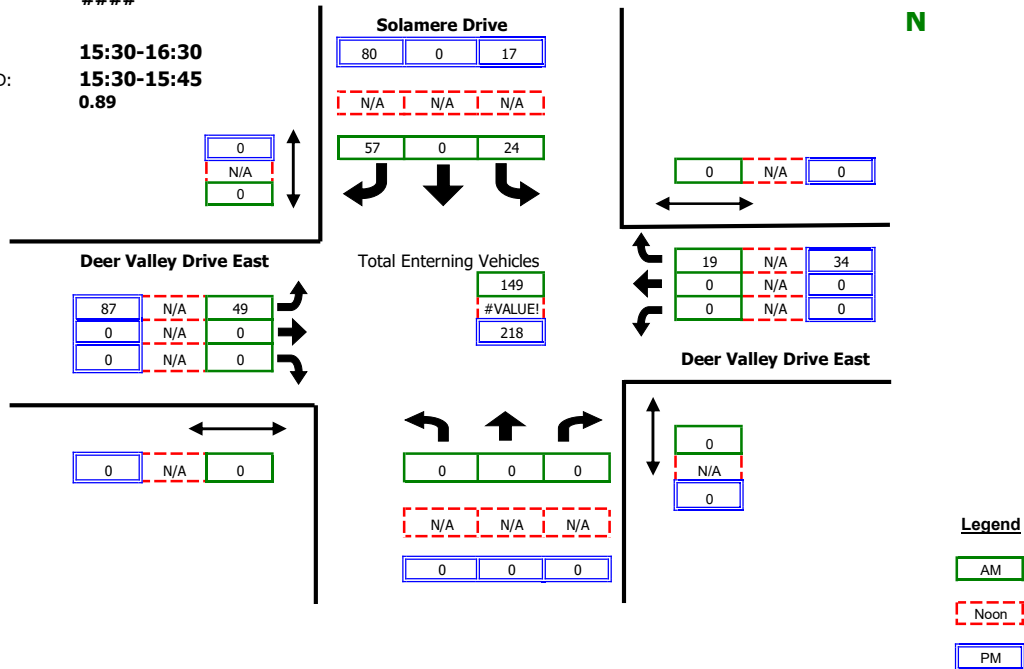 ####
Solamere Drive
N
15:30-16:30
80 0 17
D: 15:30-15:45
0.89
N/A N/A N/A
0
57 0 24
N/A
0
0 N/A 0
Deer Valley Drive East
Total Enterning Vehicles
19 N/A 34
149
0 N/A 0
87 N/A 49
#VALUE!
0 N/A 0
0 N/A 0
218
0 N/A 0
Deer Valley Drive East
0
0 N/A 0
0 0 0
N/A
0
N/A N/A N/A
Legend
0 0 0
AM
Noon
PM